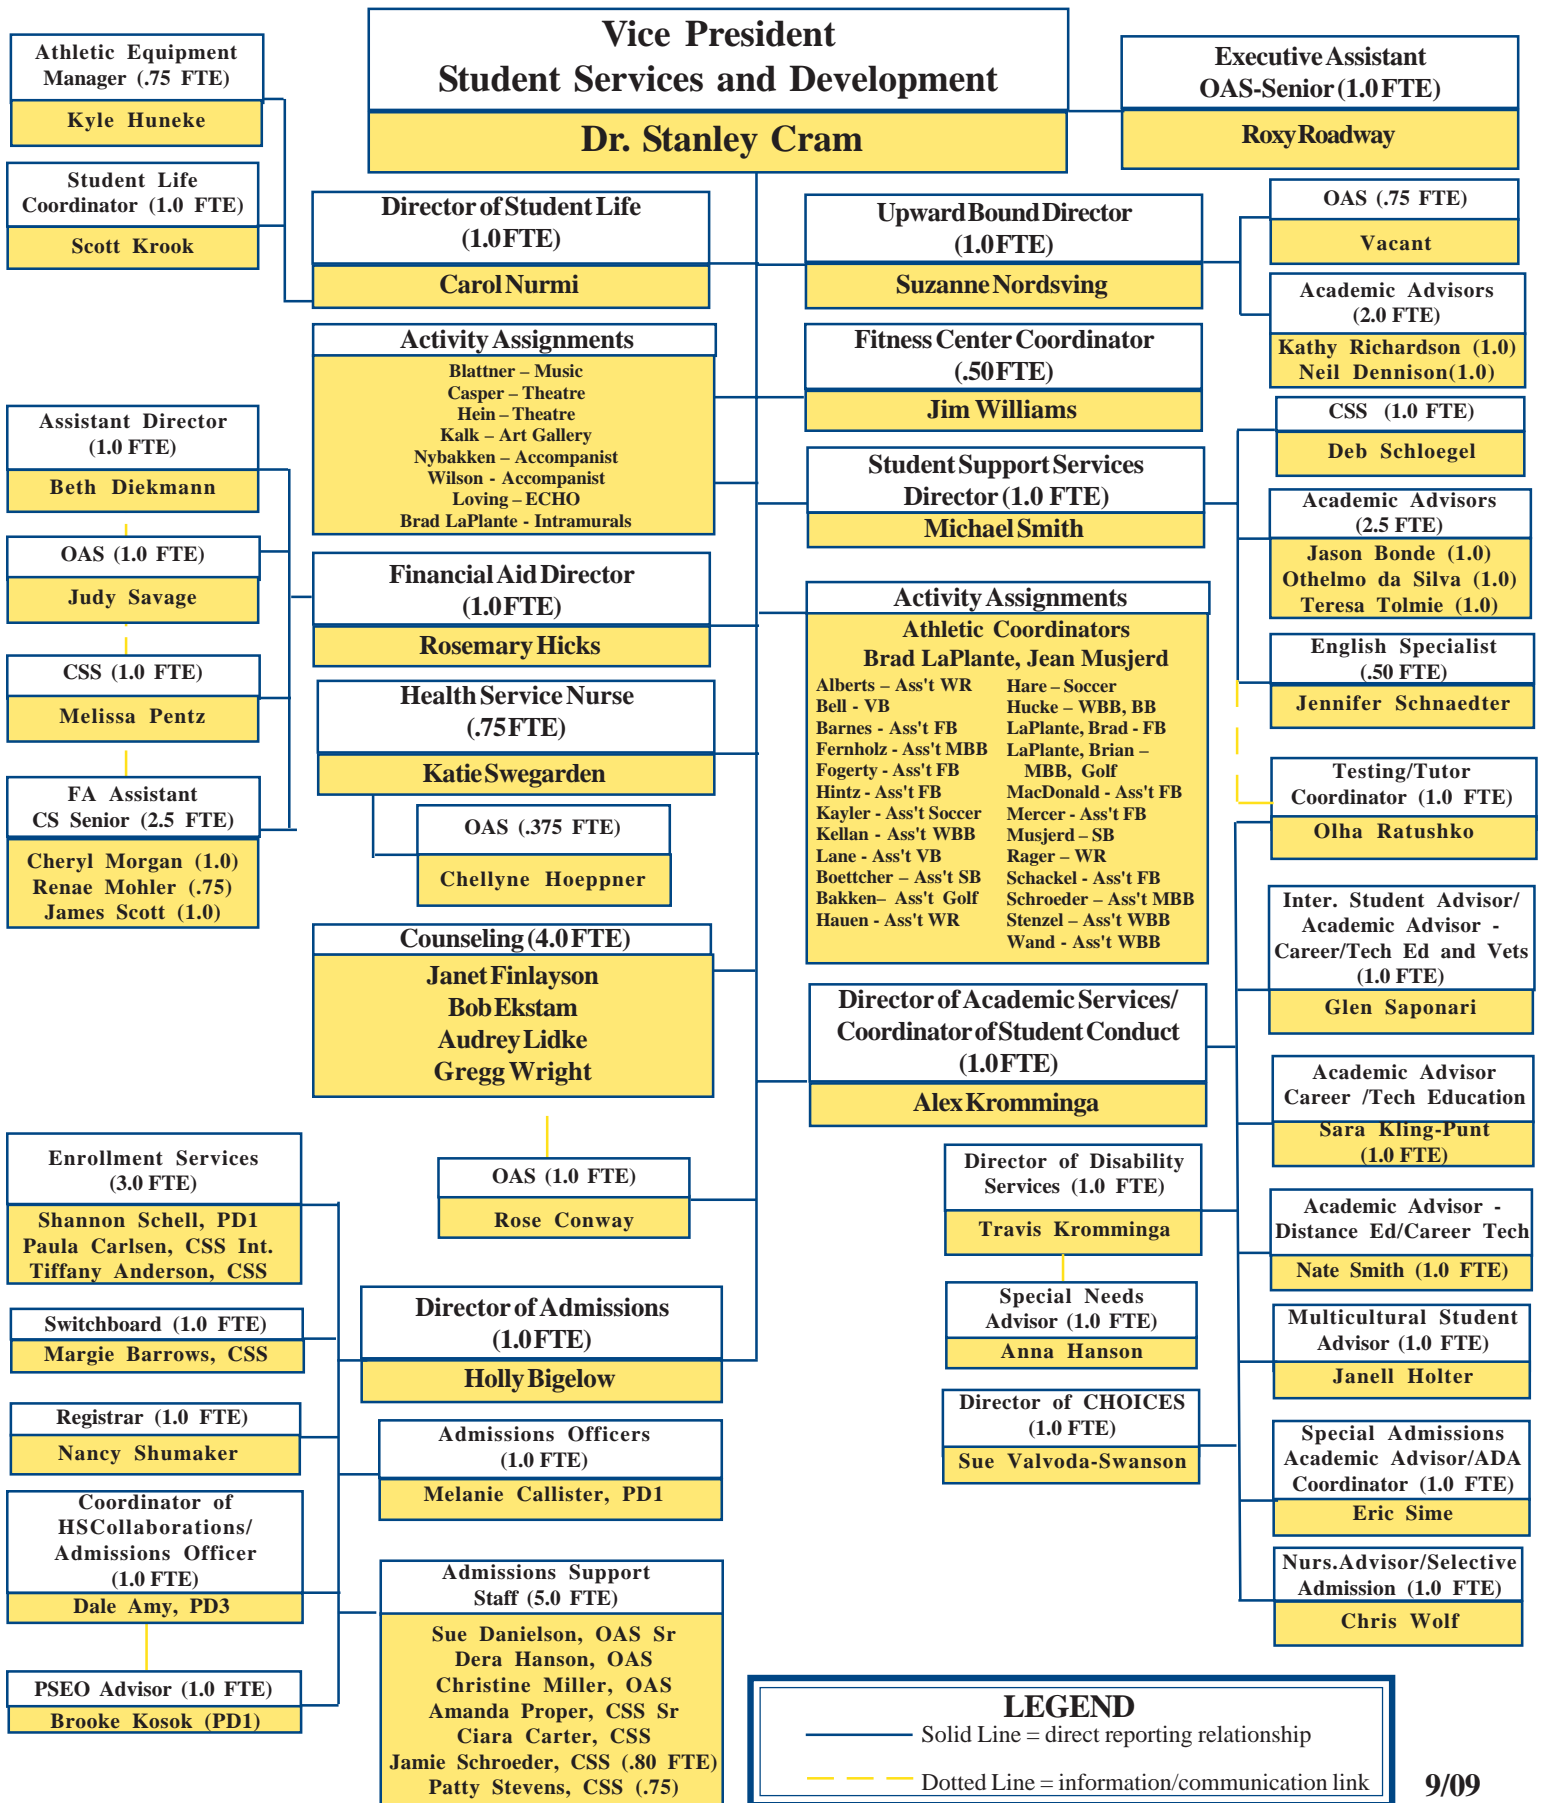 Vice President
Student Services and Development
Dr. Stanley Cram
Executive Assistant
OAS-Senior (1.0 FTE)
Roxy Roadway
Athletic Equipment
Manager (.75 FTE)
Kyle Huneke
Student Life
Coordinator (1.0 FTE)
Scott Krook
Director of Student Life
(1.0 FTE)
Carol Nurmi
Upward Bound Director
(1.0 FTE)
Suzanne Nordsving
OAS (.75 FTE)
Vacant
Academic Advisors
(2.0 FTE)
Kathy Richardson (1.0)
Neil Dennison(1.0)
Activity Assignments
Blattner – Music
Casper – Theatre
Hein – Theatre
Kalk – Art Gallery
Nybakken – Accompanist
Wilson - Accompanist
Loving – ECHO
Brad LaPlante - Intramurals
Fitness Center Coordinator
(.50 FTE)
Jim Williams
Student Support Services
Director (1.0 FTE)
Michael Smith
CSS (1.0 FTE)
Deb Schloegel
Academic Advisors
(2.5 FTE)
Jason Bonde (1.0)
Othelmo da Silva (1.0)
Teresa Tolmie (1.0)
English Specialist
(.50 FTE)
Jennifer Schnaedter
Assistant Director
(1.0 FTE)
Beth Diekmann
OAS (1.0 FTE)
Judy Savage
CSS (1.0 FTE)
Melissa Pentz
FA Assistant
CS Senior (2.5 FTE)
Cheryl Morgan (1.0)
Renae Mohler (.75)
James Scott (1.0)
Financial Aid Director
(1.0 FTE)
Rosemary Hicks
Health Service Nurse
(.75 FTE)
Katie Swegarden
OAS (.375 FTE)
Chellyne Hoeppner
Activity Assignments
Athletic Coordinators
Brad LaPlante, Jean Musjerd
Alberts – Ass't WR
Bell - VB
Barnes - Ass't FB
Fernholz - Ass't MBB
Fogerty - Ass't FB
Hintz - Ass't FB
Kayler - Ass't Soccer
Kellan - Ass't WBB
Lane - Ass't VB
Boettcher – Ass't SB
Bakken– Ass't Golf
Hauen - Ass't WR
Hare – Soccer
Hucke – WBB, BB
LaPlante, Brad - FB
LaPlante, Brian –
MBB, Golf
MacDonald - Ass't FB
Mercer - Ass't FB
Musjerd – SB
Rager – WR
Schackel - Ass't FB
Schroeder – Ass't MBB
Stenzel – Ass't WBB
Wand - Ass't WBB
Testing/Tutor
Coordinator (1.0 FTE)
Olha Ratushko
Inter. Student Advisor/
Academic Advisor -
Career/Tech Ed and Vets
(1.0 FTE)
Glen Saponari
Counseling (4.0 FTE)
Janet Finlayson
Bob Ekstam
Audrey Lidke
Gregg Wright
OAS (1.0 FTE)
Rose Conway
Director of Academic Services/
Coordinator of Student Conduct
(1.0 FTE)
Alex Kromminga
Academic Advisor
Career /Tech Education
Sara Kling-Punt
(1.0 FTE)
Director of Disability
Services (1.0 FTE)
Travis Kromminga
Special Needs
Advisor (1.0 FTE)
Anna Hanson
Director of CHOICES
(1.0 FTE)
Sue Valvoda-Swanson
Academic Advisor -
Distance Ed/Career Tech
Nate Smith (1.0 FTE)
Multicultural Student
Advisor (1.0 FTE)
Janell Holter
Special Admissions
Academic Advisor/ADA
Coordinator (1.0 FTE)
Eric Sime
Nurs.Advisor/Selective
Admission (1.0 FTE)
Chris Wolf
Enrollment Services
(3.0 FTE)
Shannon Schell, PD1
Paula Carlsen, CSS Int.
Tiffany Anderson, CSS
Switchboard (1.0 FTE)
Margie Barrows, CSS
Registrar (1.0 FTE)
Nancy Shumaker
Coordinator of
HSCollaborations/
Admissions Officer
(1.0 FTE)
Dale Amy, PD3
PSEO Advisor (1.0 FTE)
Brooke Kosok (PD1)
Director of Admissions
(1.0 FTE)
Holly Bigelow
Admissions Officers
(1.0 FTE)
Melanie Callister, PD1
Admissions Support
Staff (5.0 FTE)
Sue Danielson, OAS Sr
Dera Hanson, OAS
Christine Miller, OAS
Amanda Proper, CSS Sr
Ciara Carter, CSS
Jamie Schroeder, CSS (.80 FTE)
Patty Stevens, CSS (.75)
LEGEND
Solid Line = direct reporting relationship
Dotted Line = information/communication link
9/09